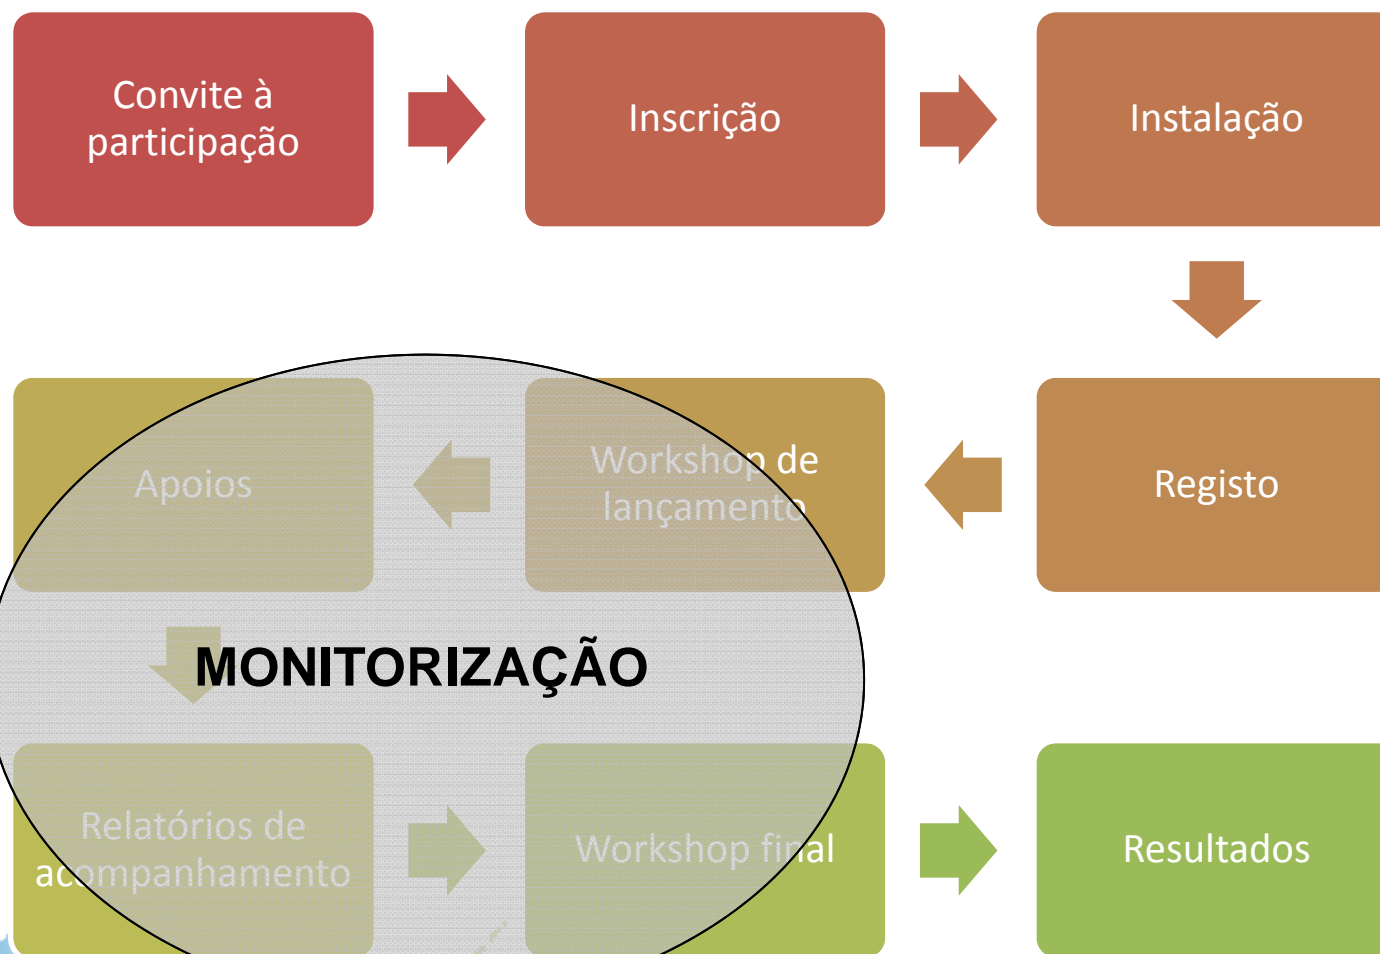 Convite à
participação
Inscrição
Instalação
Registo
Workshop de
lançamento
Apoios
MONITORIZAÇÃO
Relatórios de
acompanhamento
Workshop final
Resultados